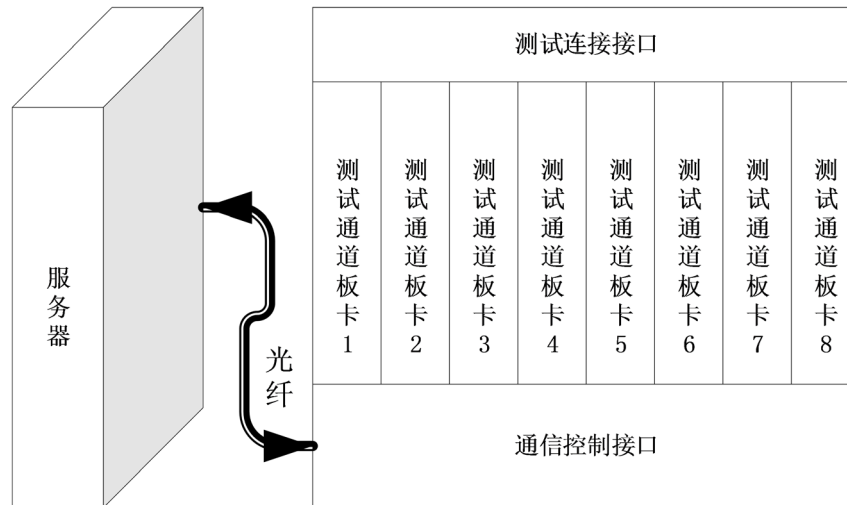 测试连接接口
服务器
光纤
测试通道板卡1
测试通道板卡2
测试通道板卡3
测试通道板卡4
测试通道板卡5
测试通道板卡6
测试通道板卡7
测试通道板卡8
通信控制接口